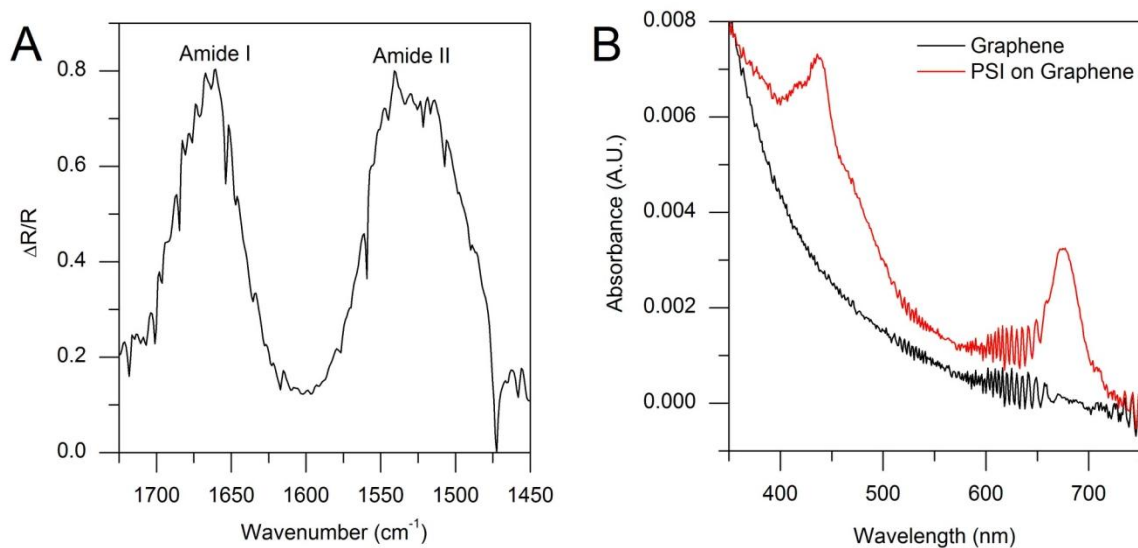 A
Amide I
Amide II
0.8
0.6
0.4
0.2
0.0
ΔR/R
1700
1650
1600
1550
1500
1450
Wavenumber (cm⁻¹)
B
Graphene
PSI on Graphene
0.008
0.006
0.004
0.002
0.000
Absorbance (A.U.)
400
500
600
700
Wavelength (nm)